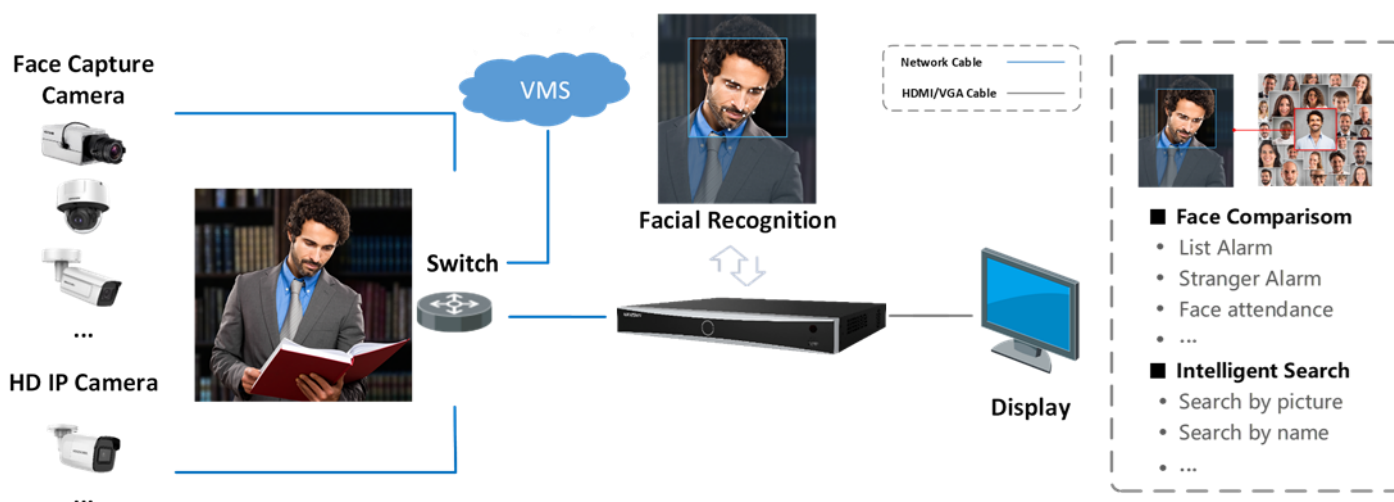 Face Capture
Camera
...
HD IP Camera
...
VMS
Switch
Facial Recognition
Network Cable
HDMI/VGA Cable
Display
■ Face Comparisom
• List Alarm
• Stranger Alarm
• Face attendance
• ...
■ Intelligent Search
• Search by picture
• Search by name
• ...